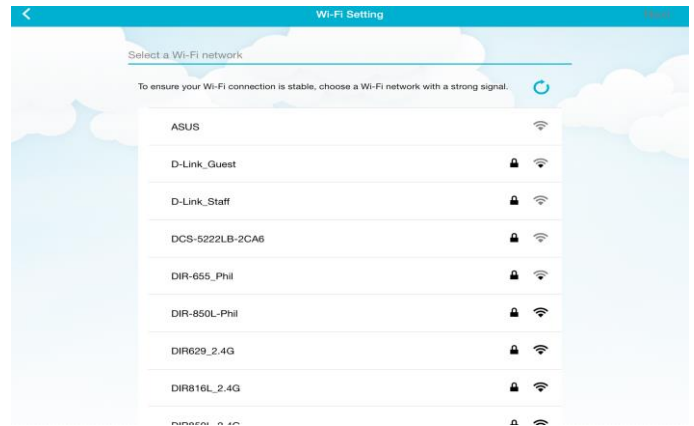 Wi-Fi Setting
Select a Wi-Fi network
To ensure your Wi-Fi connection is stable, choose a Wi-Fi network with a strong signal.
ASUS
D-Link_Guest
D-Link_Staff
DCS-5222LB-2CA6
DIR-655_Phil
DIR-850L-Phil
DIR629_2.4G
DIR816L_2.4G